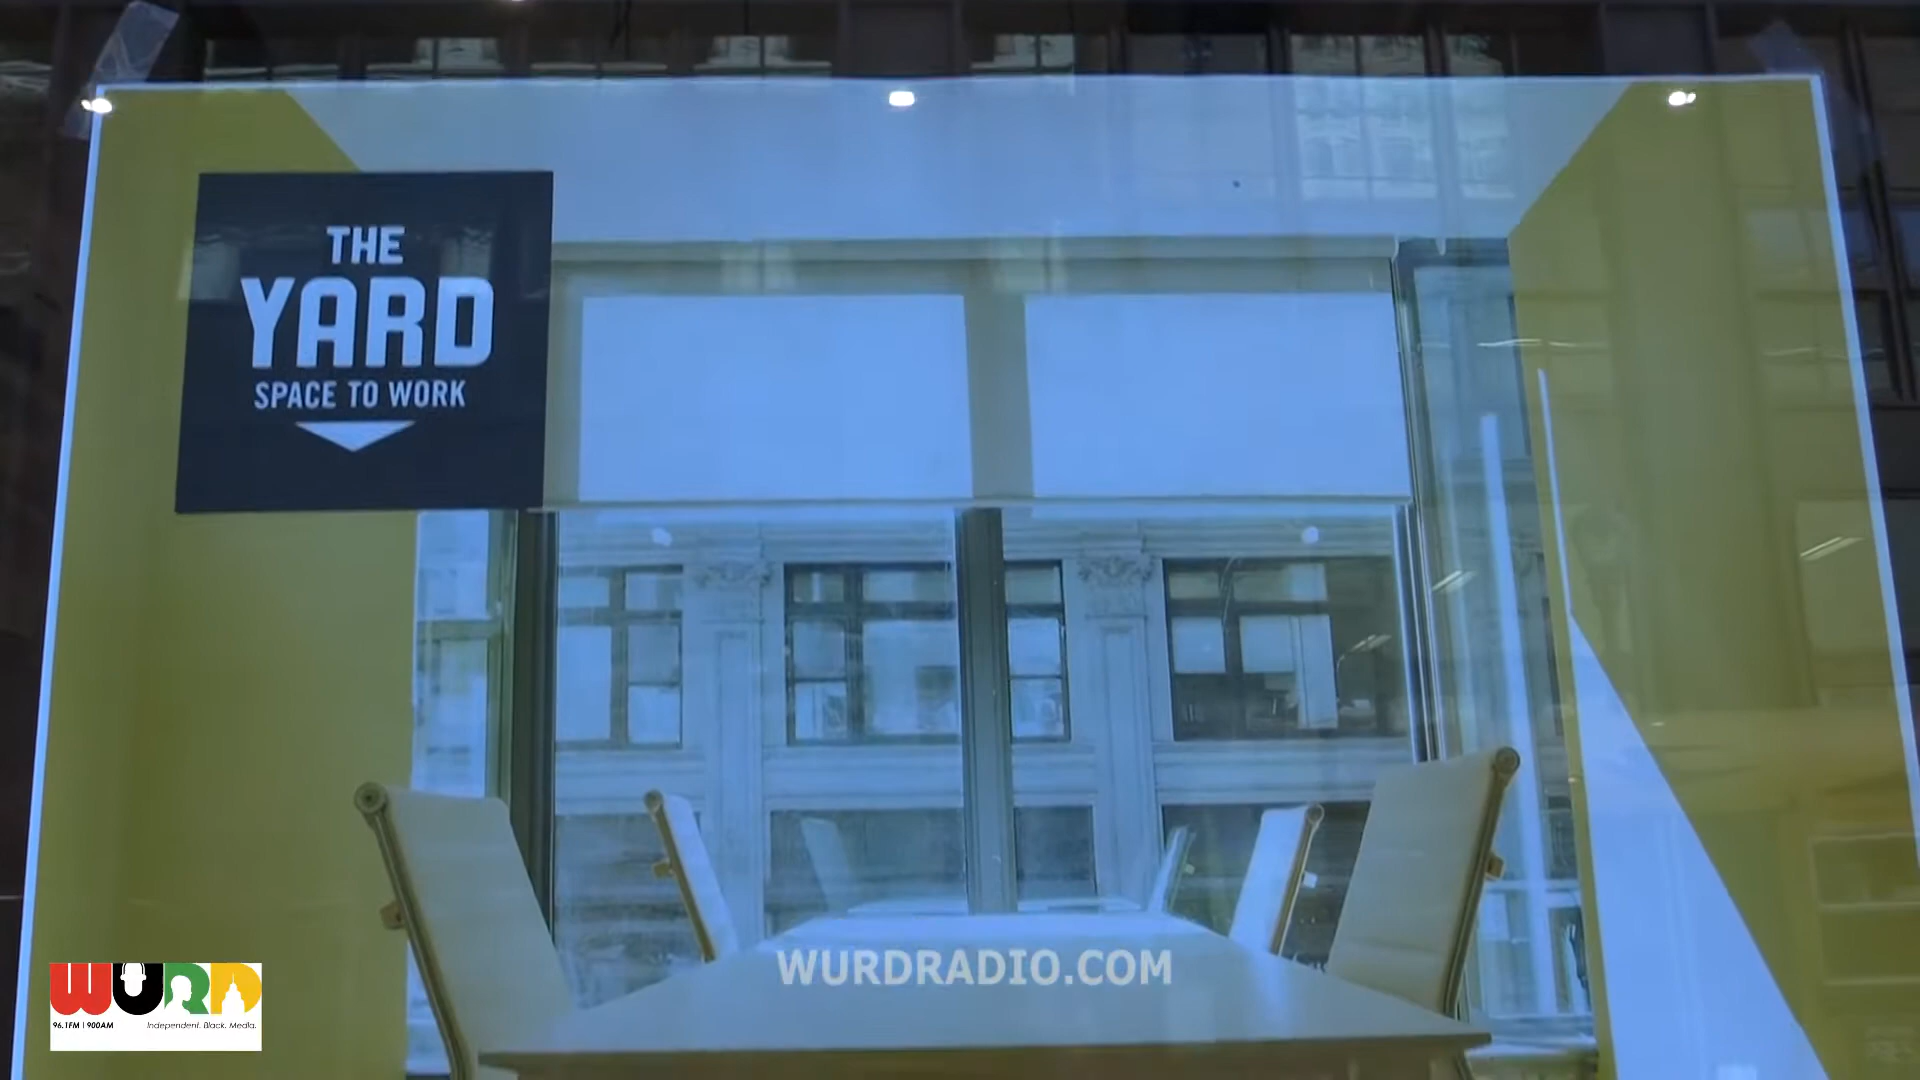 THE
YARD
SPACE TO WORK
WURDRADIO.COM
WURD
96.1FM | 900AM
Independent. Black. Media.